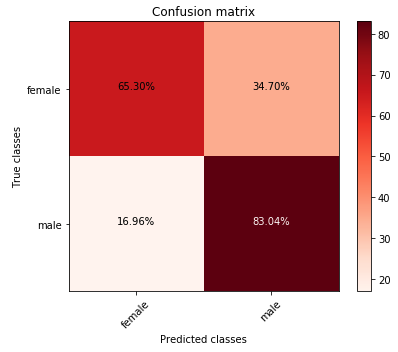 Confusion matrix
True classes
female
65.30%
34.70%
male
16.96%
83.04%
female
male
Predicted classes
80
70
60
50
40
30
20